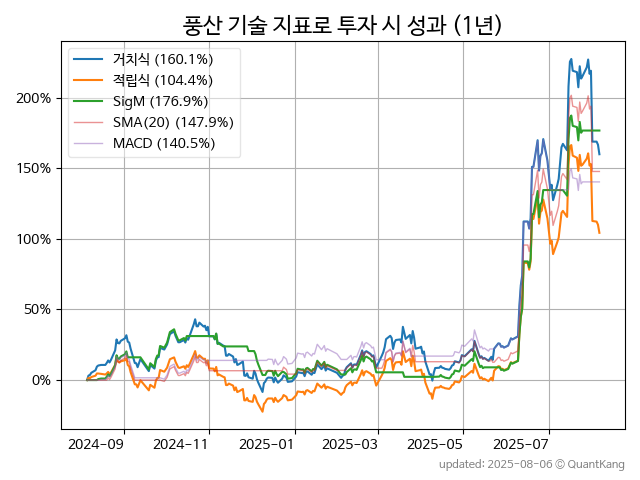 풍산 기술 지표로 투자 시 성과 (1년)
거치식 (160.1%)
적립식 (104.4%)
SigM (176.9%)
SMA(20) (147.9%)
MACD (140.5%)
200%
150%
100%
50%
0%
2024-09 2024-11 2025-01 2025-03 2025-05 2025-07
updated: 2025-08-06 © QuantKang